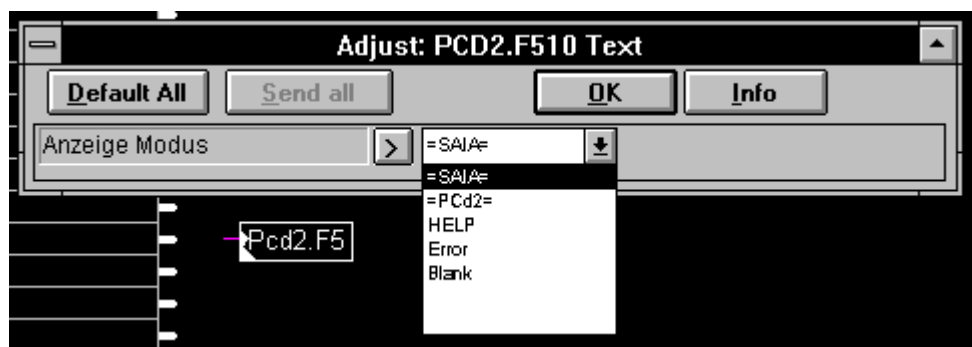 Adjust: PCD2.F510 Text
Default All Send all OK Info
Anzeige Modus > =SAIA=
=SAIA=
=PCd2=
HELP
Error
Blank
Pcd2.F5